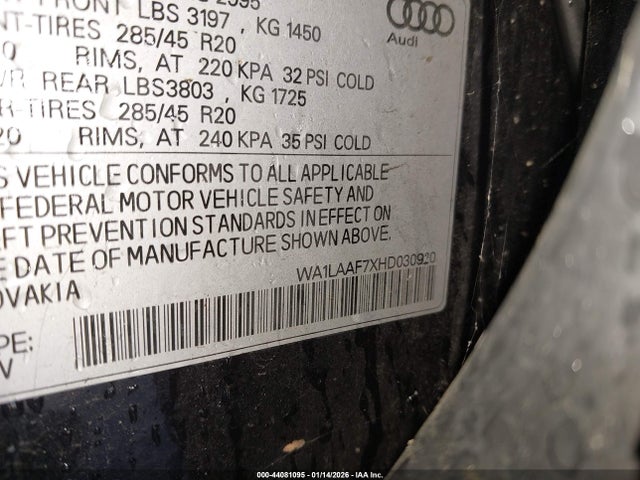 FRONT LBS 3197 , KG 1450
NT-TIRES 285/45 R20
RIMS, AT 220 KPA 32 PSI COLD
REAR LBS3803 , KG 1725
R-TIRES 285/45 R20
20 RIMS, AT 240 KPA 35 PSI COLD
S VEHICLE CONFORMS TO ALL APPLICABLE
FEDERAL MOTOR VEHICLE SAFETY AND
FT PREVENTION STANDARDS IN EFFECT ON
E DATE OF MANUFACTURE SHOWN ABOVE.
OVAKIA
WA1LAAF7XHD030920
PE:
V
Audi
000-44081095 - 01/14/2026 - IAA Inc.